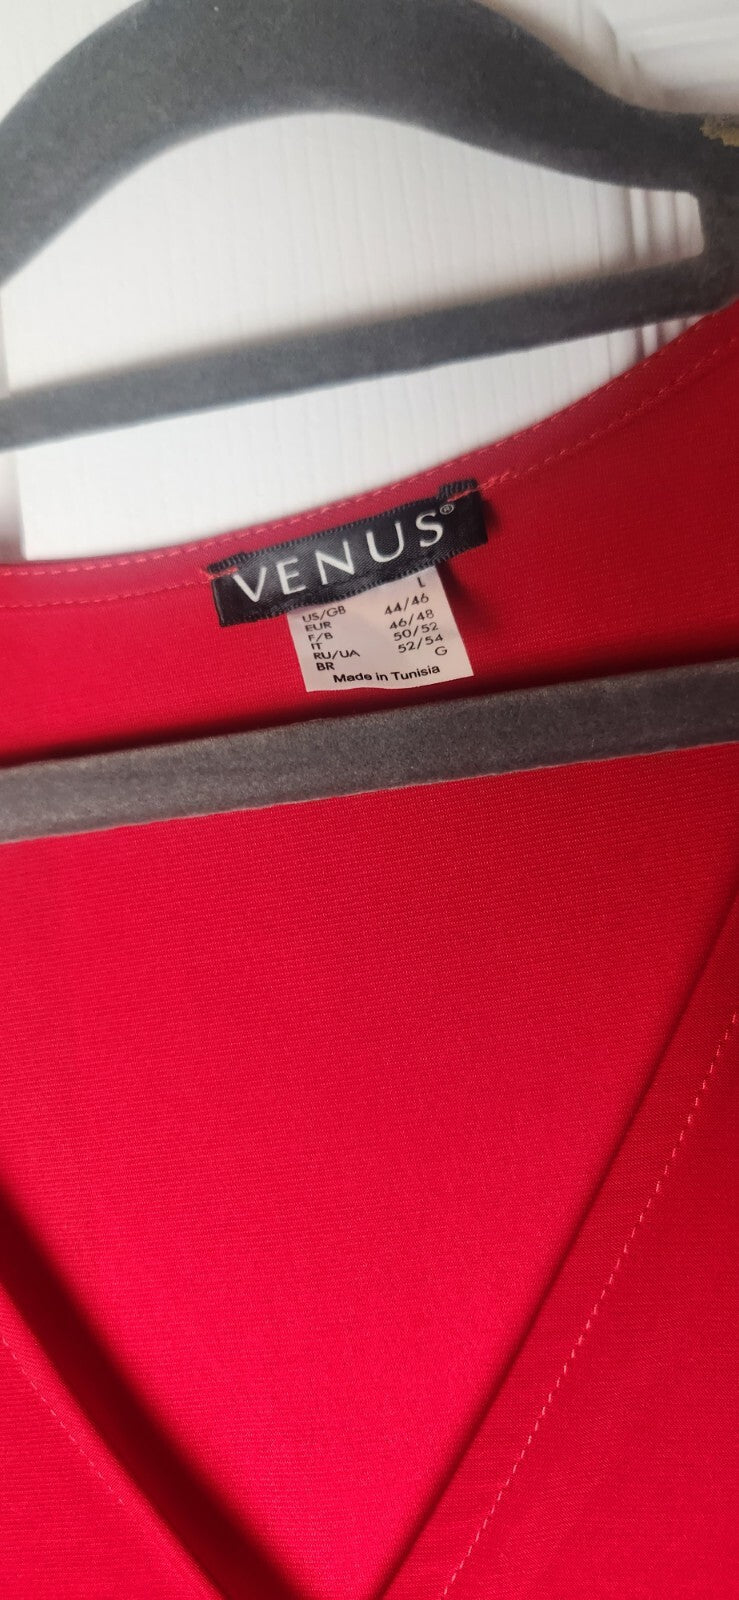 VENUS®
US/GB L
EUR 44/46
F/B 46/48
IT 50/52
RU/UA 52/54
BR G
Made in Tunisia